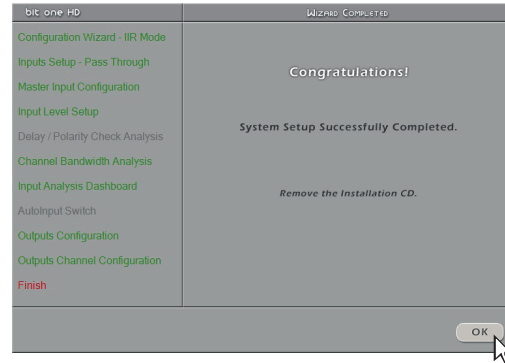 bit one HD
Wizard Completed
Configuration Wizard - IIR Mode
Inputs Setup - Pass Through
Master Input Configuration
Input Level Setup
Delay / Polarity Check Analysis
Channel Bandwidth Analysis
Input Analysis Dashboard
AutoInput Switch
Outputs Configuration
Outputs Channel Configuration
Finish
Congratulations!
System Setup Successfully Completed.
Remove the Installation CD.
OK